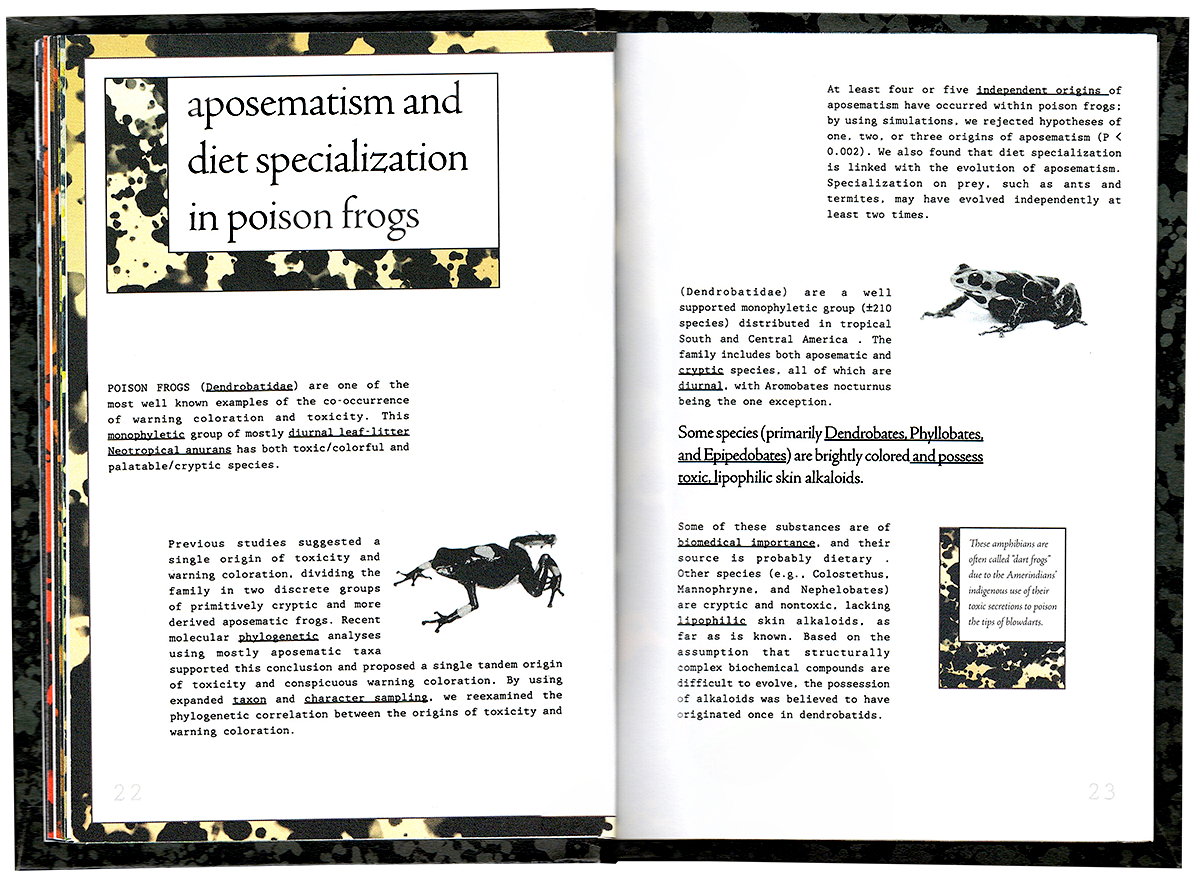 aposematism and
diet specialization
in poison frogs
POISON FROGS (Dendrobatidae) are one of the
most well known examples of the co-occurrence
of warning coloration and toxicity. This
monophyletic group of mostly diurnal leaf-litter
Neotropical anurans has both toxic/colorful and
palatable/cryptic species.
Previous studies suggested a
single origin of toxicity and
warning coloration, dividing the
family in two discrete groups
of primitively cryptic and more
derived aposematic frogs. Recent
molecular phylogenetic analyses
using mostly aposematic taxa
supported this conclusion and proposed a single tandem origin
of toxicity and conspicuous warning coloration. By using
expanded taxon and character sampling, we reexamined the
phylogenetic correlation between the origins of toxicity and
warning coloration.
22
At least four or five independent origins of
aposematism have occurred within poison frogs;
by using simulations, we rejected hypotheses of
one, two, or three origins of aposematism (P <
0.002). We also found that diet specialization
is linked with the evolution of aposematism.
Specialization on prey, such as ants and
termites, may have evolved independently at
least two times.
(Dendrobatidae) are a well
supported monophyletic group (±210
species) distributed in tropical
South and Central America . The
family includes both aposematic and
cryptic species, all of which are
diurnal, with Aromobates nocturnus
being the one exception.
Some species (primarily Dendrobates, Phyllobates,
and Epipedobates) are brightly colored and possess
toxic, lipophilic skin alkaloids.
Some of these substances are of
biomedical importance, and their
source is probably dietary .
Other species (e.g., Colostethus,
Mannophryne, and Nephelobates)
are cryptic and nontoxic, lacking
lipophilic skin alkaloids, as
far as is known. Based on the
assumption that structurally
complex biochemical compounds are
difficult to evolve, the possession
of alkaloids was believed to have
originated once in dendrobatids.
These amphibians are
often called "dart frogs"
due to the Amerindians'
indigenous use of their
toxic secretions to poison
the tips of blowdarts.
23